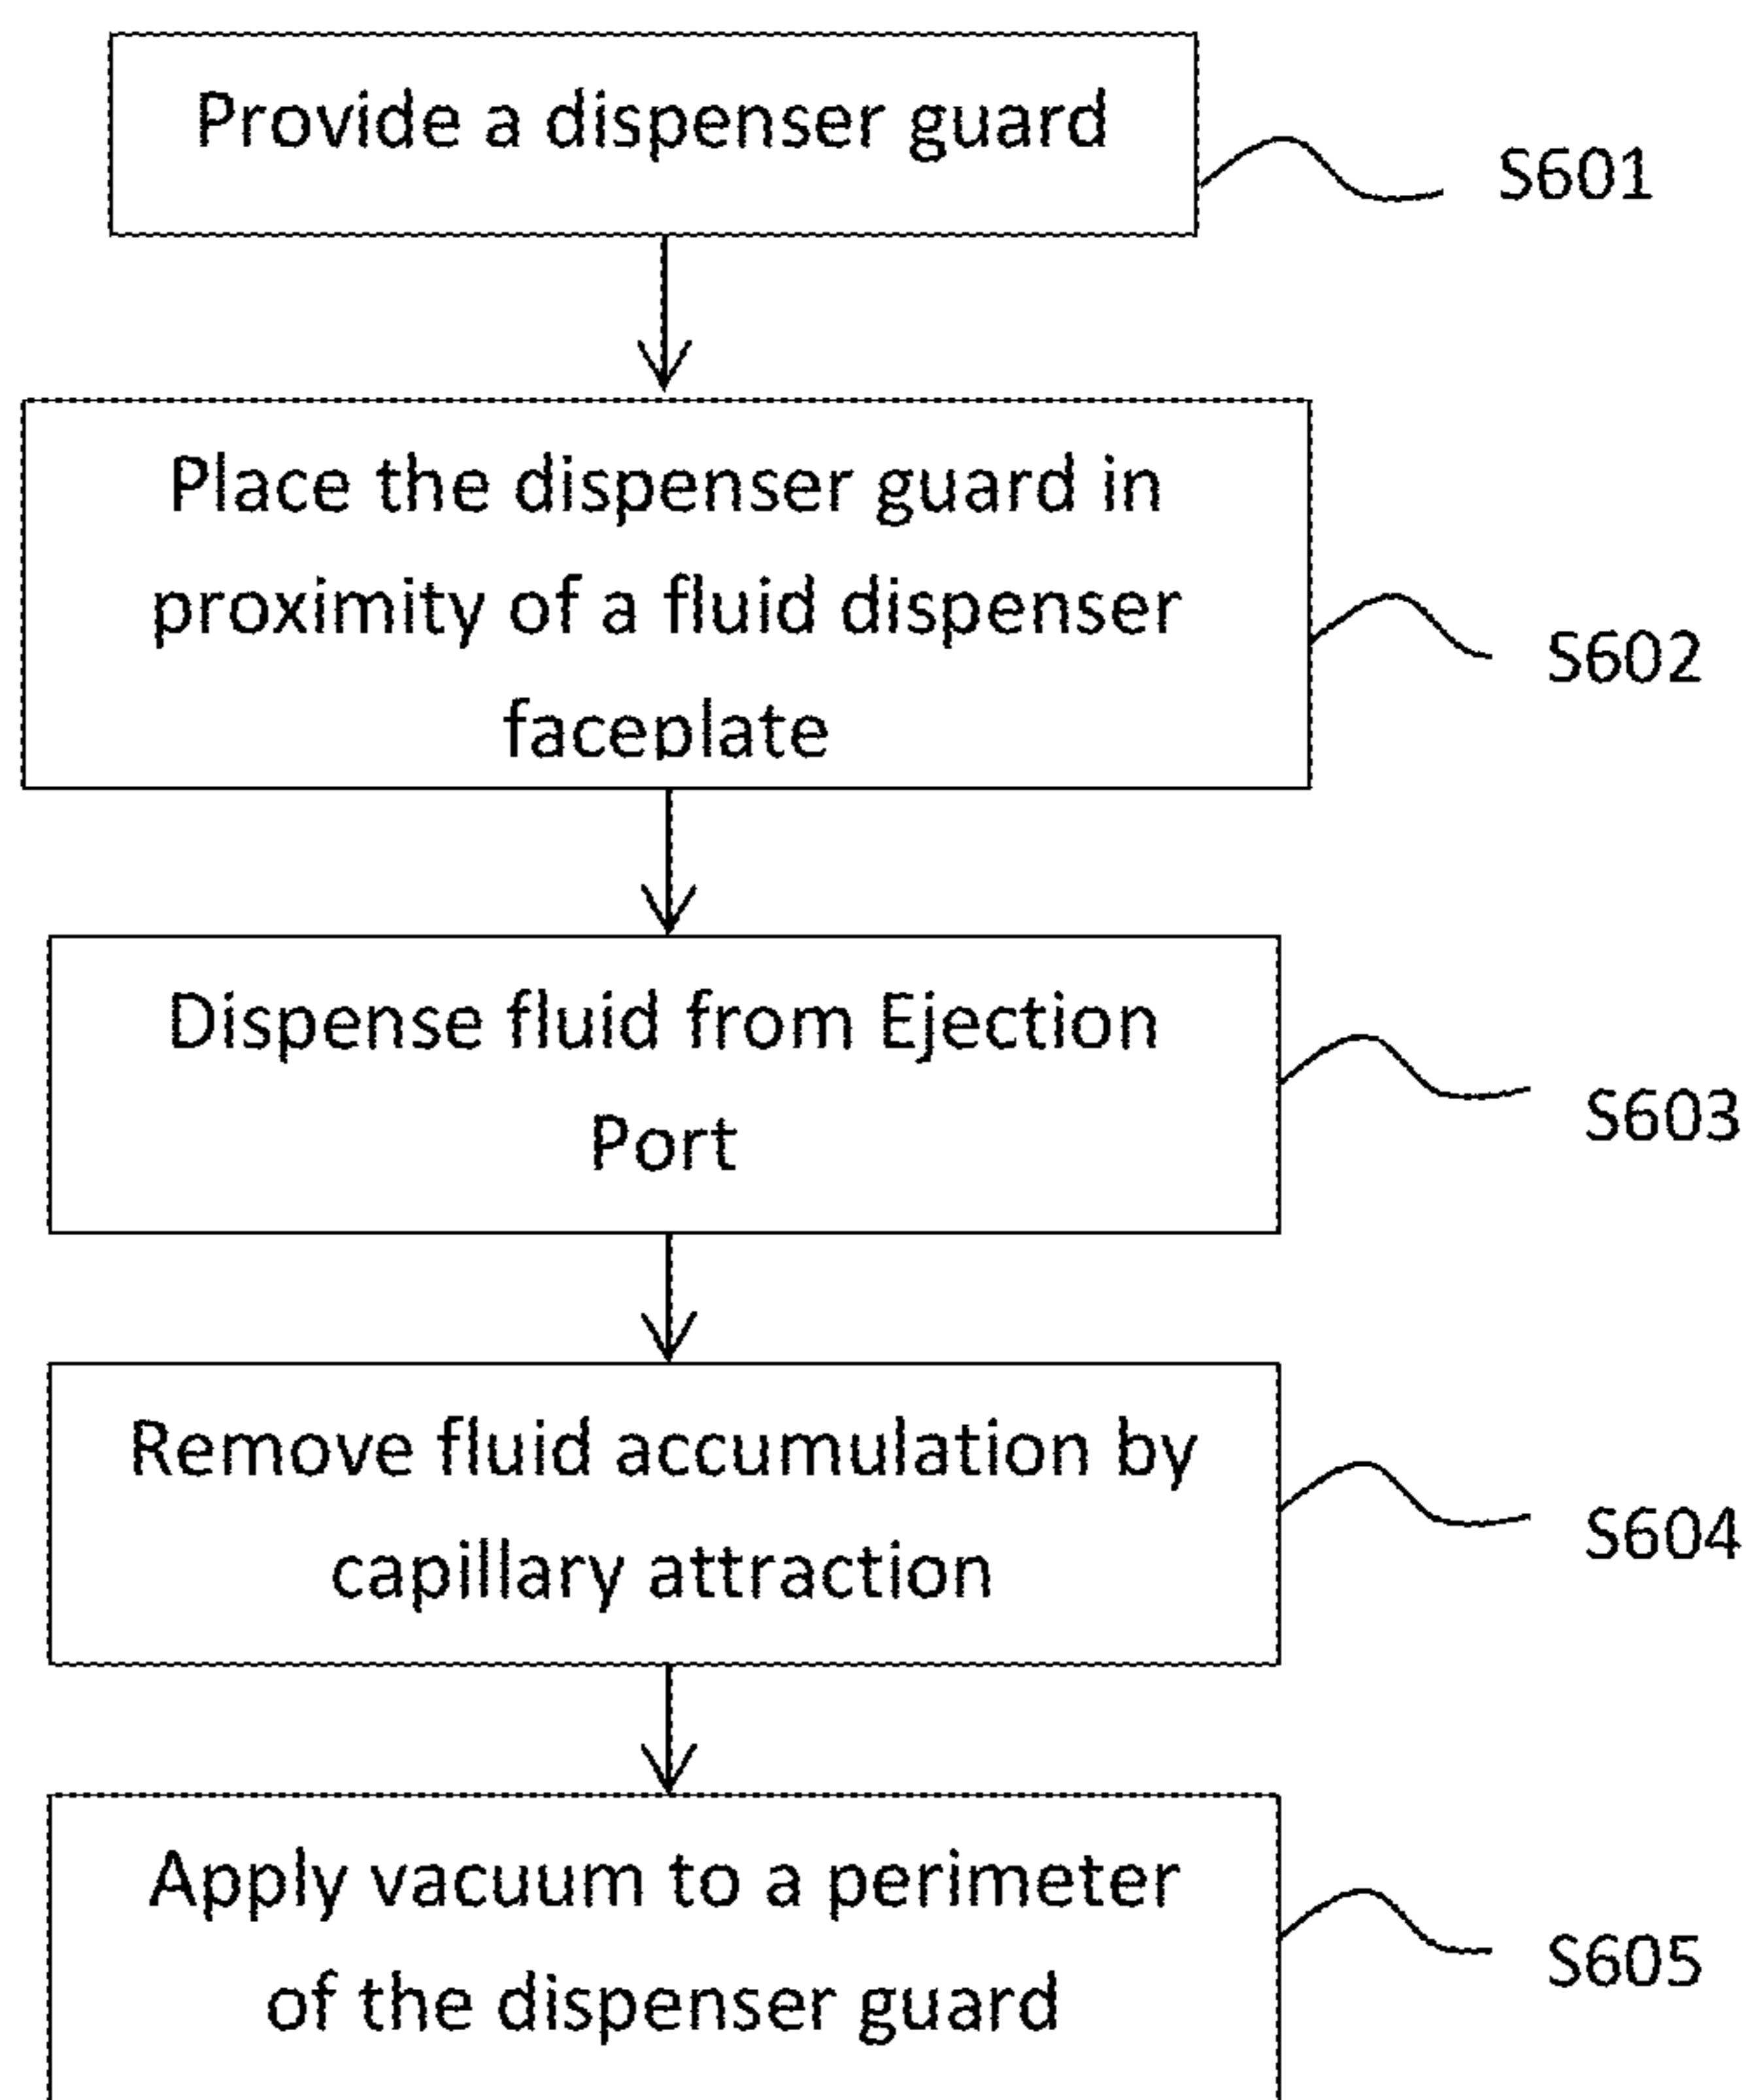 Provide a dispenser guard
S601
Place the dispenser guard in
proximity of a fluid dispenser
faceplate
S602
Dispense fluid from Ejection
Port
S603
Remove fluid accumulation by
capillary attraction
S604
Apply vacuum to a perimeter
of the dispenser guard
S605